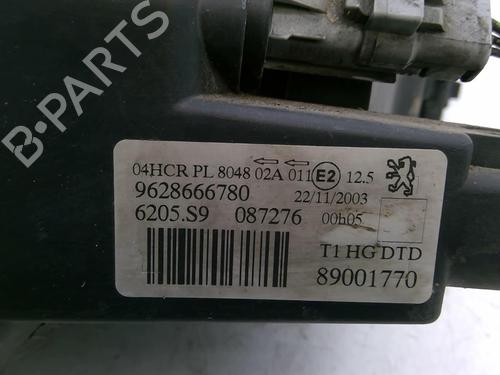 04HCR PL 8048 02A 011 E2 12.5
9628666780 22/11/2003
6205.S9 087276 00h05
T1 HG DTD
89001770
B-PARTS